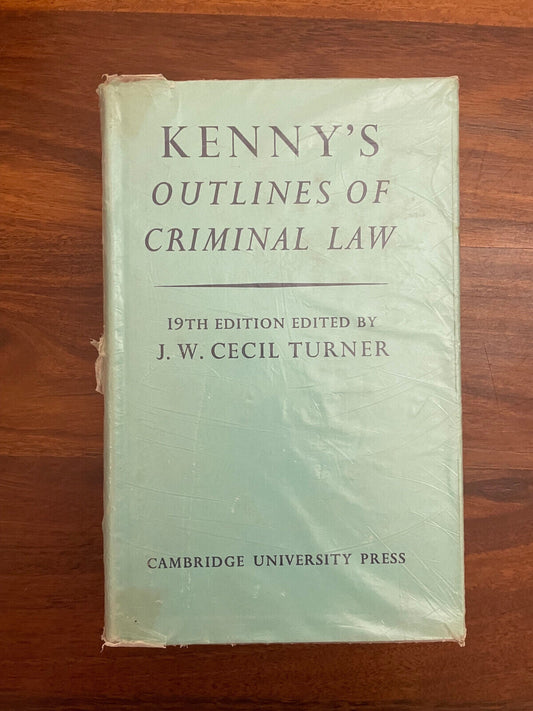 KENNY'S
OUTLINES OF
CRIMINAL LAW
19TH EDITION EDITED BY
J. W. CECIL TURNER
CAMBRIDGE UNIVERSITY PRESS